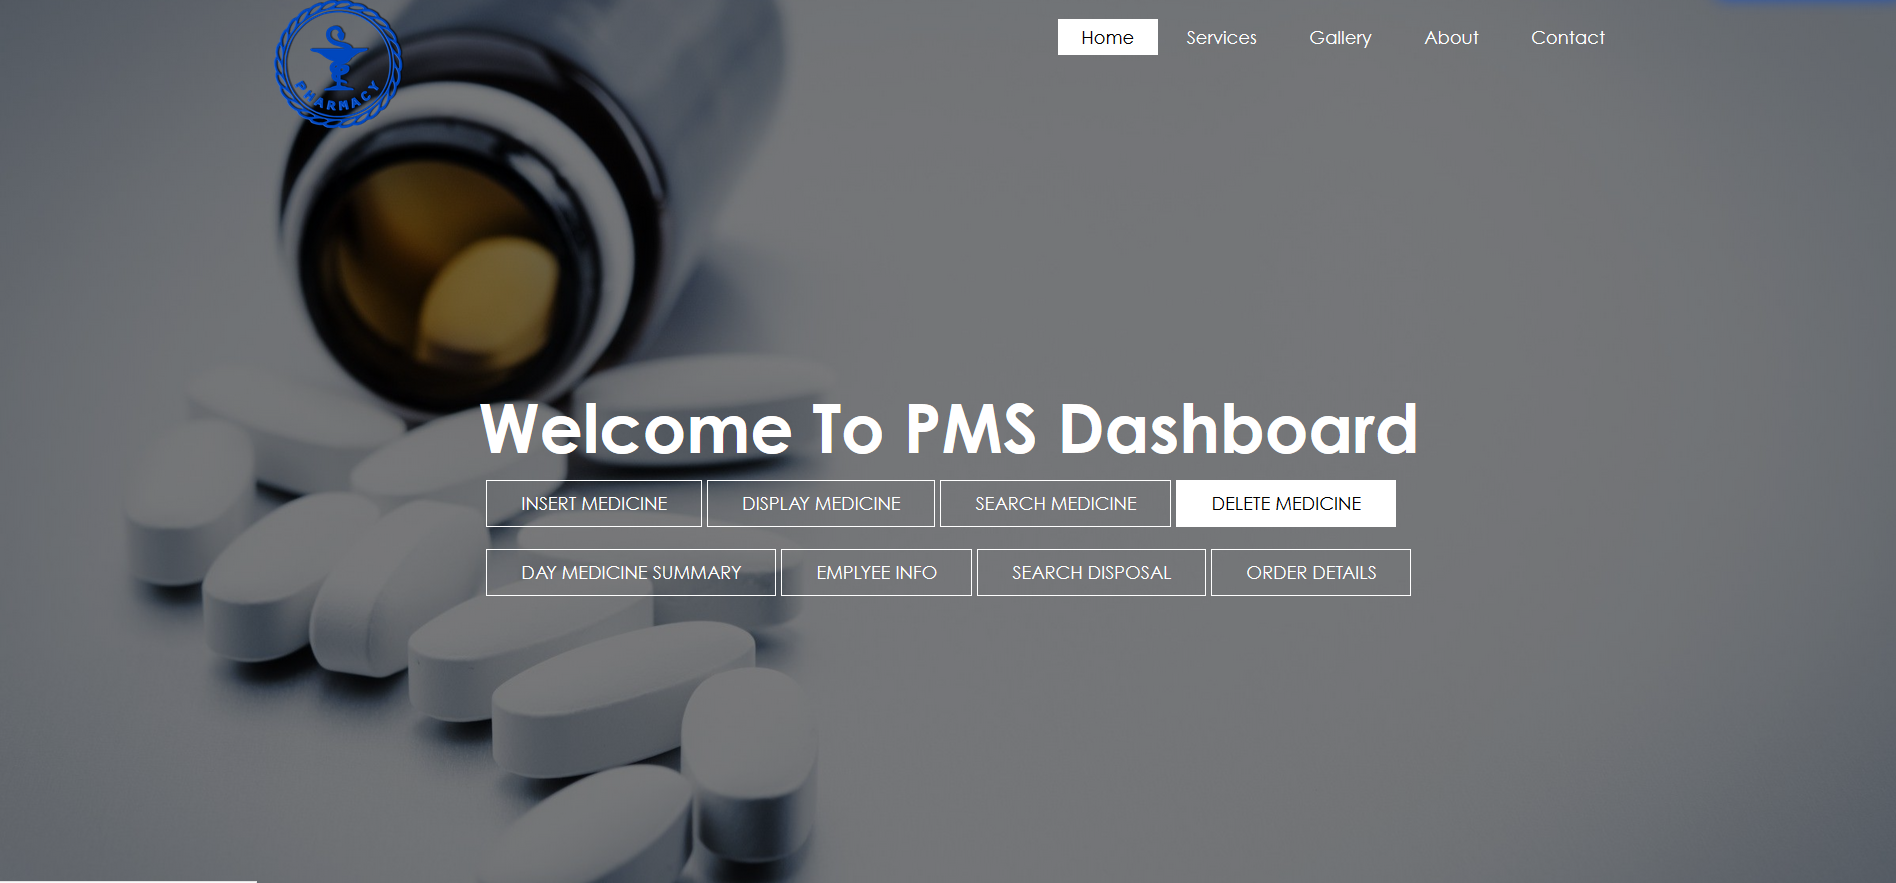 PHARMACY
Home Services Gallery About Contact
Welcome To PMS Dashboard
INSERT MEDICINE DISPLAY MEDICINE SEARCH MEDICINE DELETE MEDICINE
DAY MEDICINE SUMMARY EMPLYEE INFO SEARCH DISPOSAL ORDER DETAILS